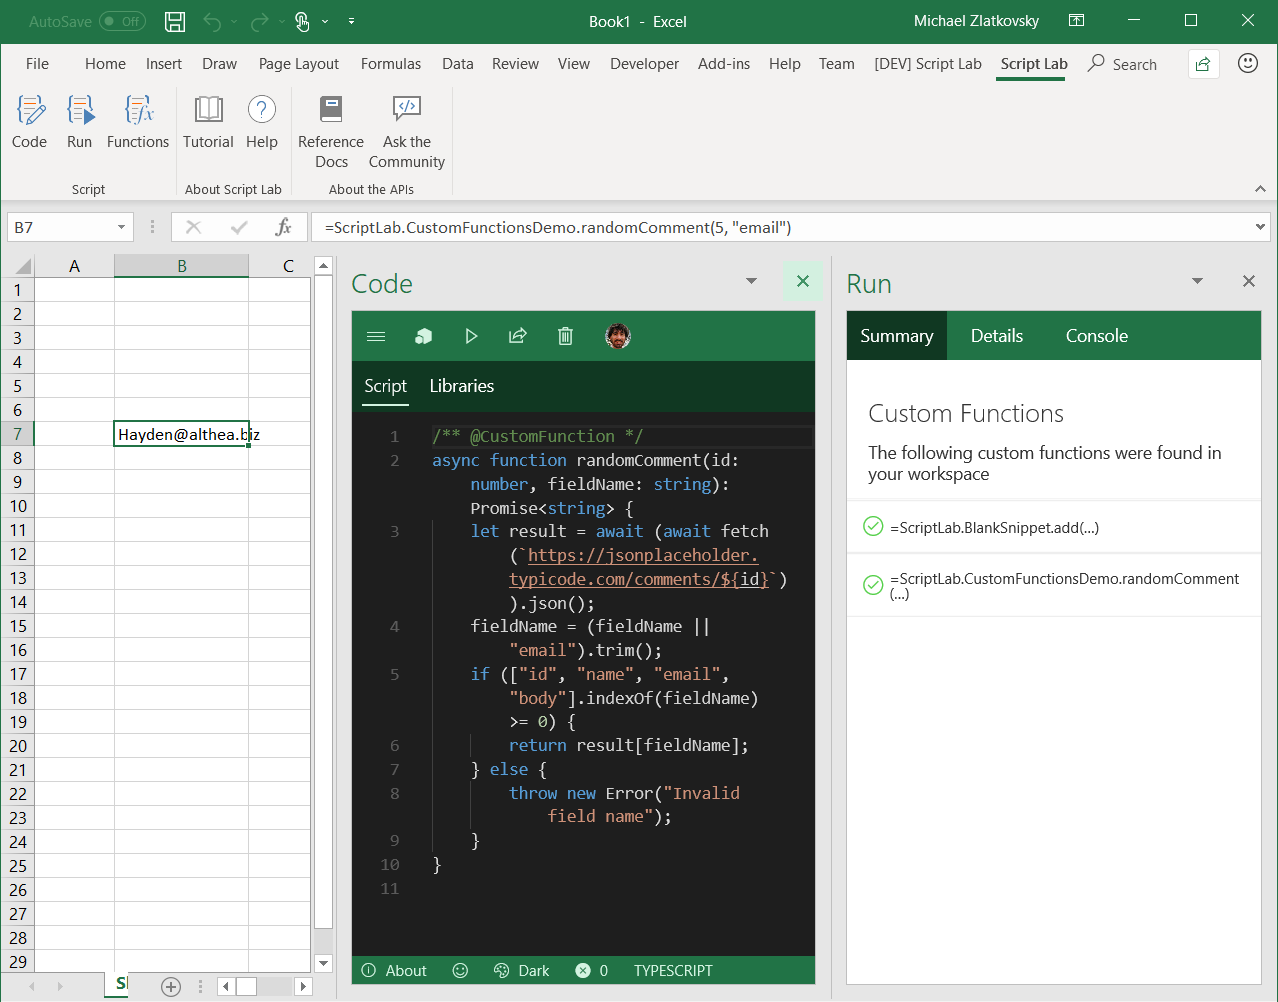 AutoSave Off
Book1 - Excel
Michael Zlatkovsky
File Home Insert Draw Page Layout Formulas Data Review View Developer Add-ins Help Team [DEV] Script Lab Script Lab Search
Code Run Functions Tutorial Help Reference Docs Ask the Community
Script About Script Lab About the APIs
B7 fx =ScriptLab.CustomFunctionsDemo.randomComment(5, "email")
A B C
1
2
3
4
5
6
7 Hayden@althea.biz
8
9
10
11
12
13
14
15
16
17
18
19
20
21
22
23
24
25
26
27
28
29
Code
Script Libraries
1 /** @CustomFunction */
2 async function randomComment(id:
number, fieldName: string):
Promise<string> {
3 let result = await (await fetch
(`https://jsonplaceholder.
typicode.com/comments/${id}`)
).json();
4 fieldName = (fieldName ||
"email").trim();
5 if (["id", "name", "email",
"body"].indexOf(fieldName)
>= 0) {
6 return result[fieldName];
7 } else {
8 throw new Error("Invalid
field name");
9 }
10 }
11
About Dark 0 TYPESCRIPT
Run
Summary Details Console
Custom Functions
The following custom functions were found in
your workspace
=ScriptLab.BlankSnippet.add(...)
=ScriptLab.CustomFunctionsDemo.randomComment
(...)